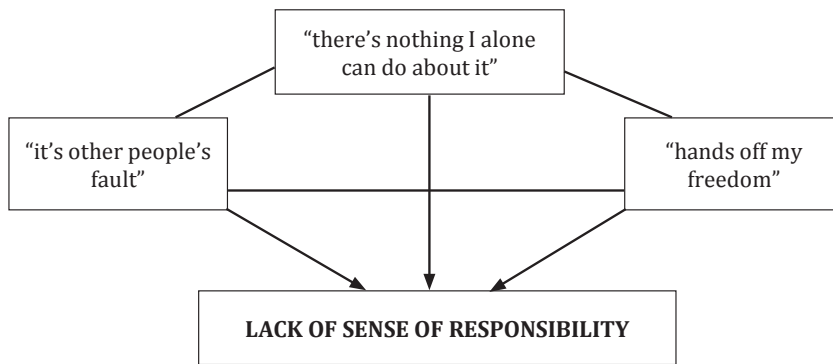 “there’s nothing I alone
can do about it”
“it’s other people’s
fault”
“hands off my
freedom”
LACK OF SENSE OF RESPONSIBILITY